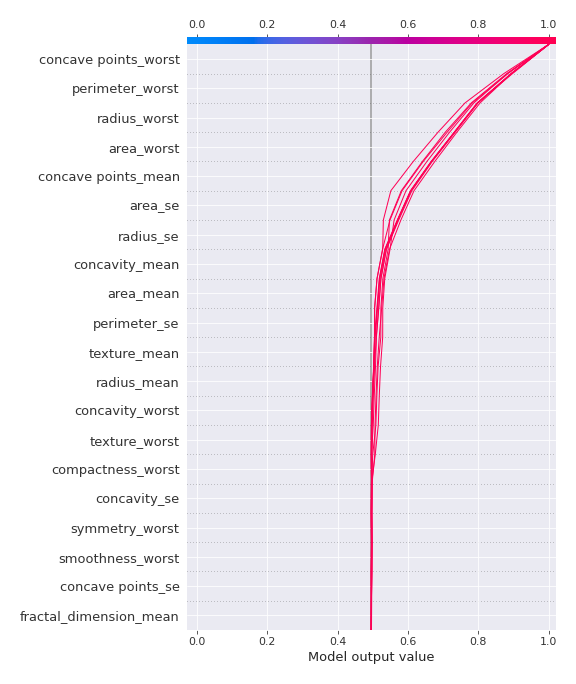 0.0 0.2 0.4 0.6 0.8 1.0
concave points_worst
perimeter_worst
radius_worst
area_worst
concave points_mean
area_se
radius_se
concavity_mean
area_mean
perimeter_se
texture_mean
radius_mean
concavity_worst
texture_worst
compactness_worst
concavity_se
symmetry_worst
smoothness_worst
concave points_se
fractal_dimension_mean
0.0 0.2 0.4 0.6 0.8 1.0
Model output value